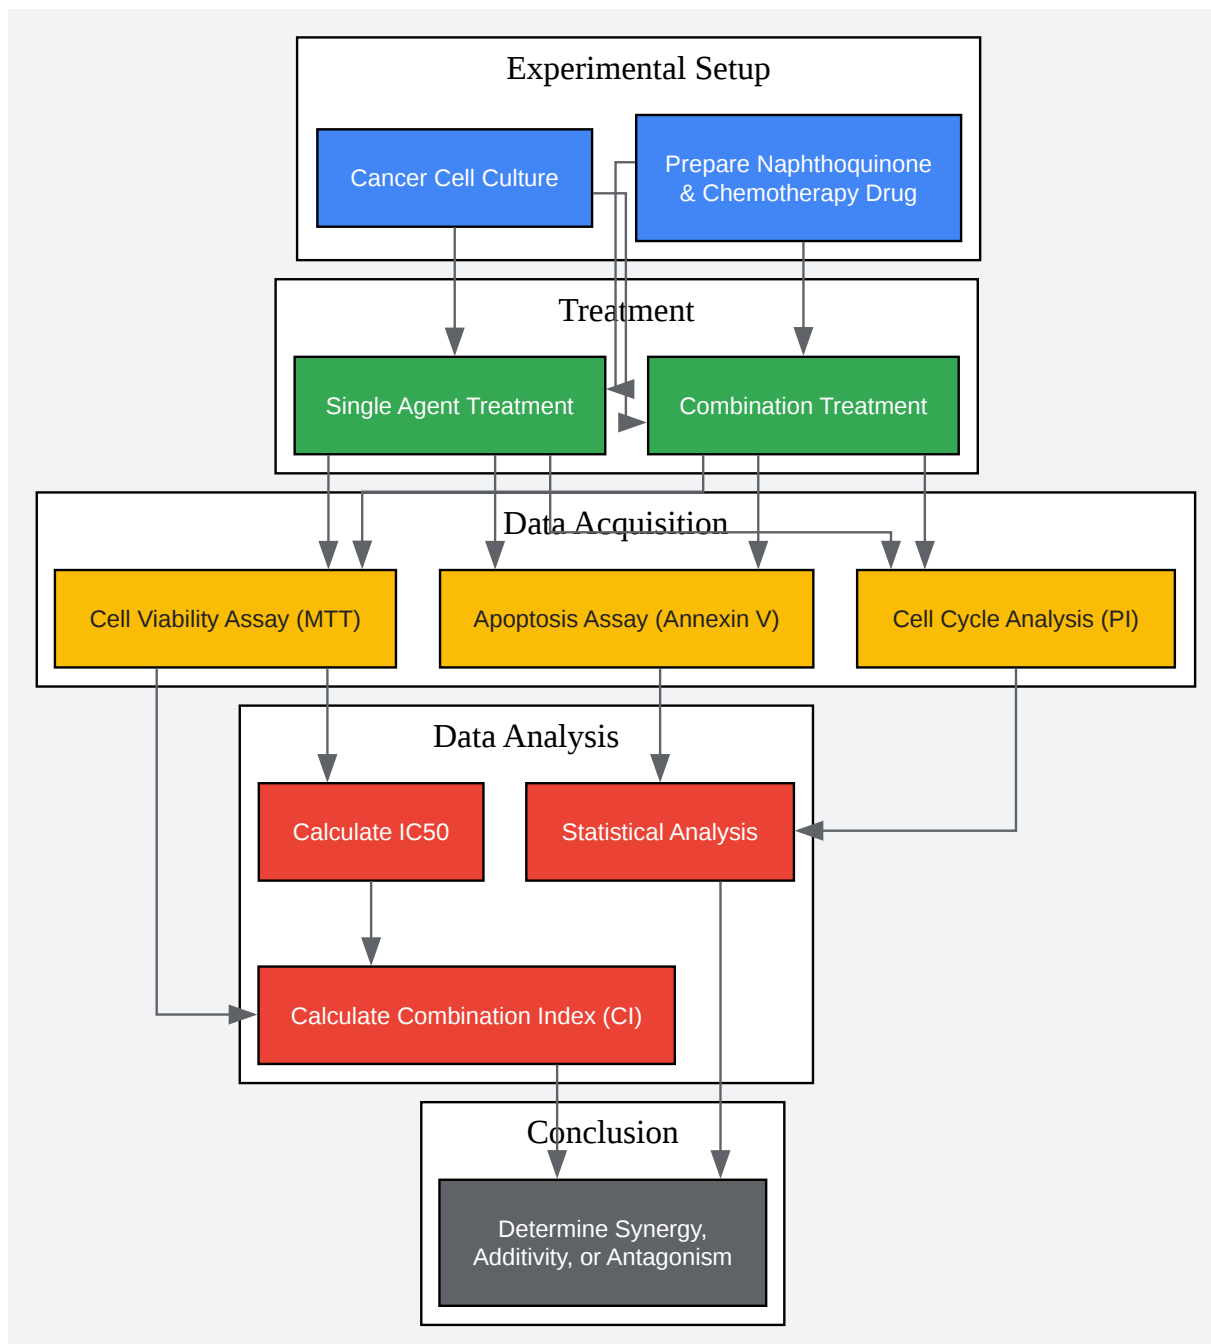 Experimental Setup
Cancer Cell Culture
Prepare Naphthoquinone
& Chemotherapy Drug
Treatment
Single Agent Treatment
Combination Treatment
Data Acquisition
Cell Viability Assay (MTT)
Apoptosis Assay (Annexin V)
Cell Cycle Analysis (PI)
Data Analysis
Calculate IC50
Statistical Analysis
Calculate Combination Index (CI)
Conclusion
Determine Synergy,
Additivity, or Antagonism